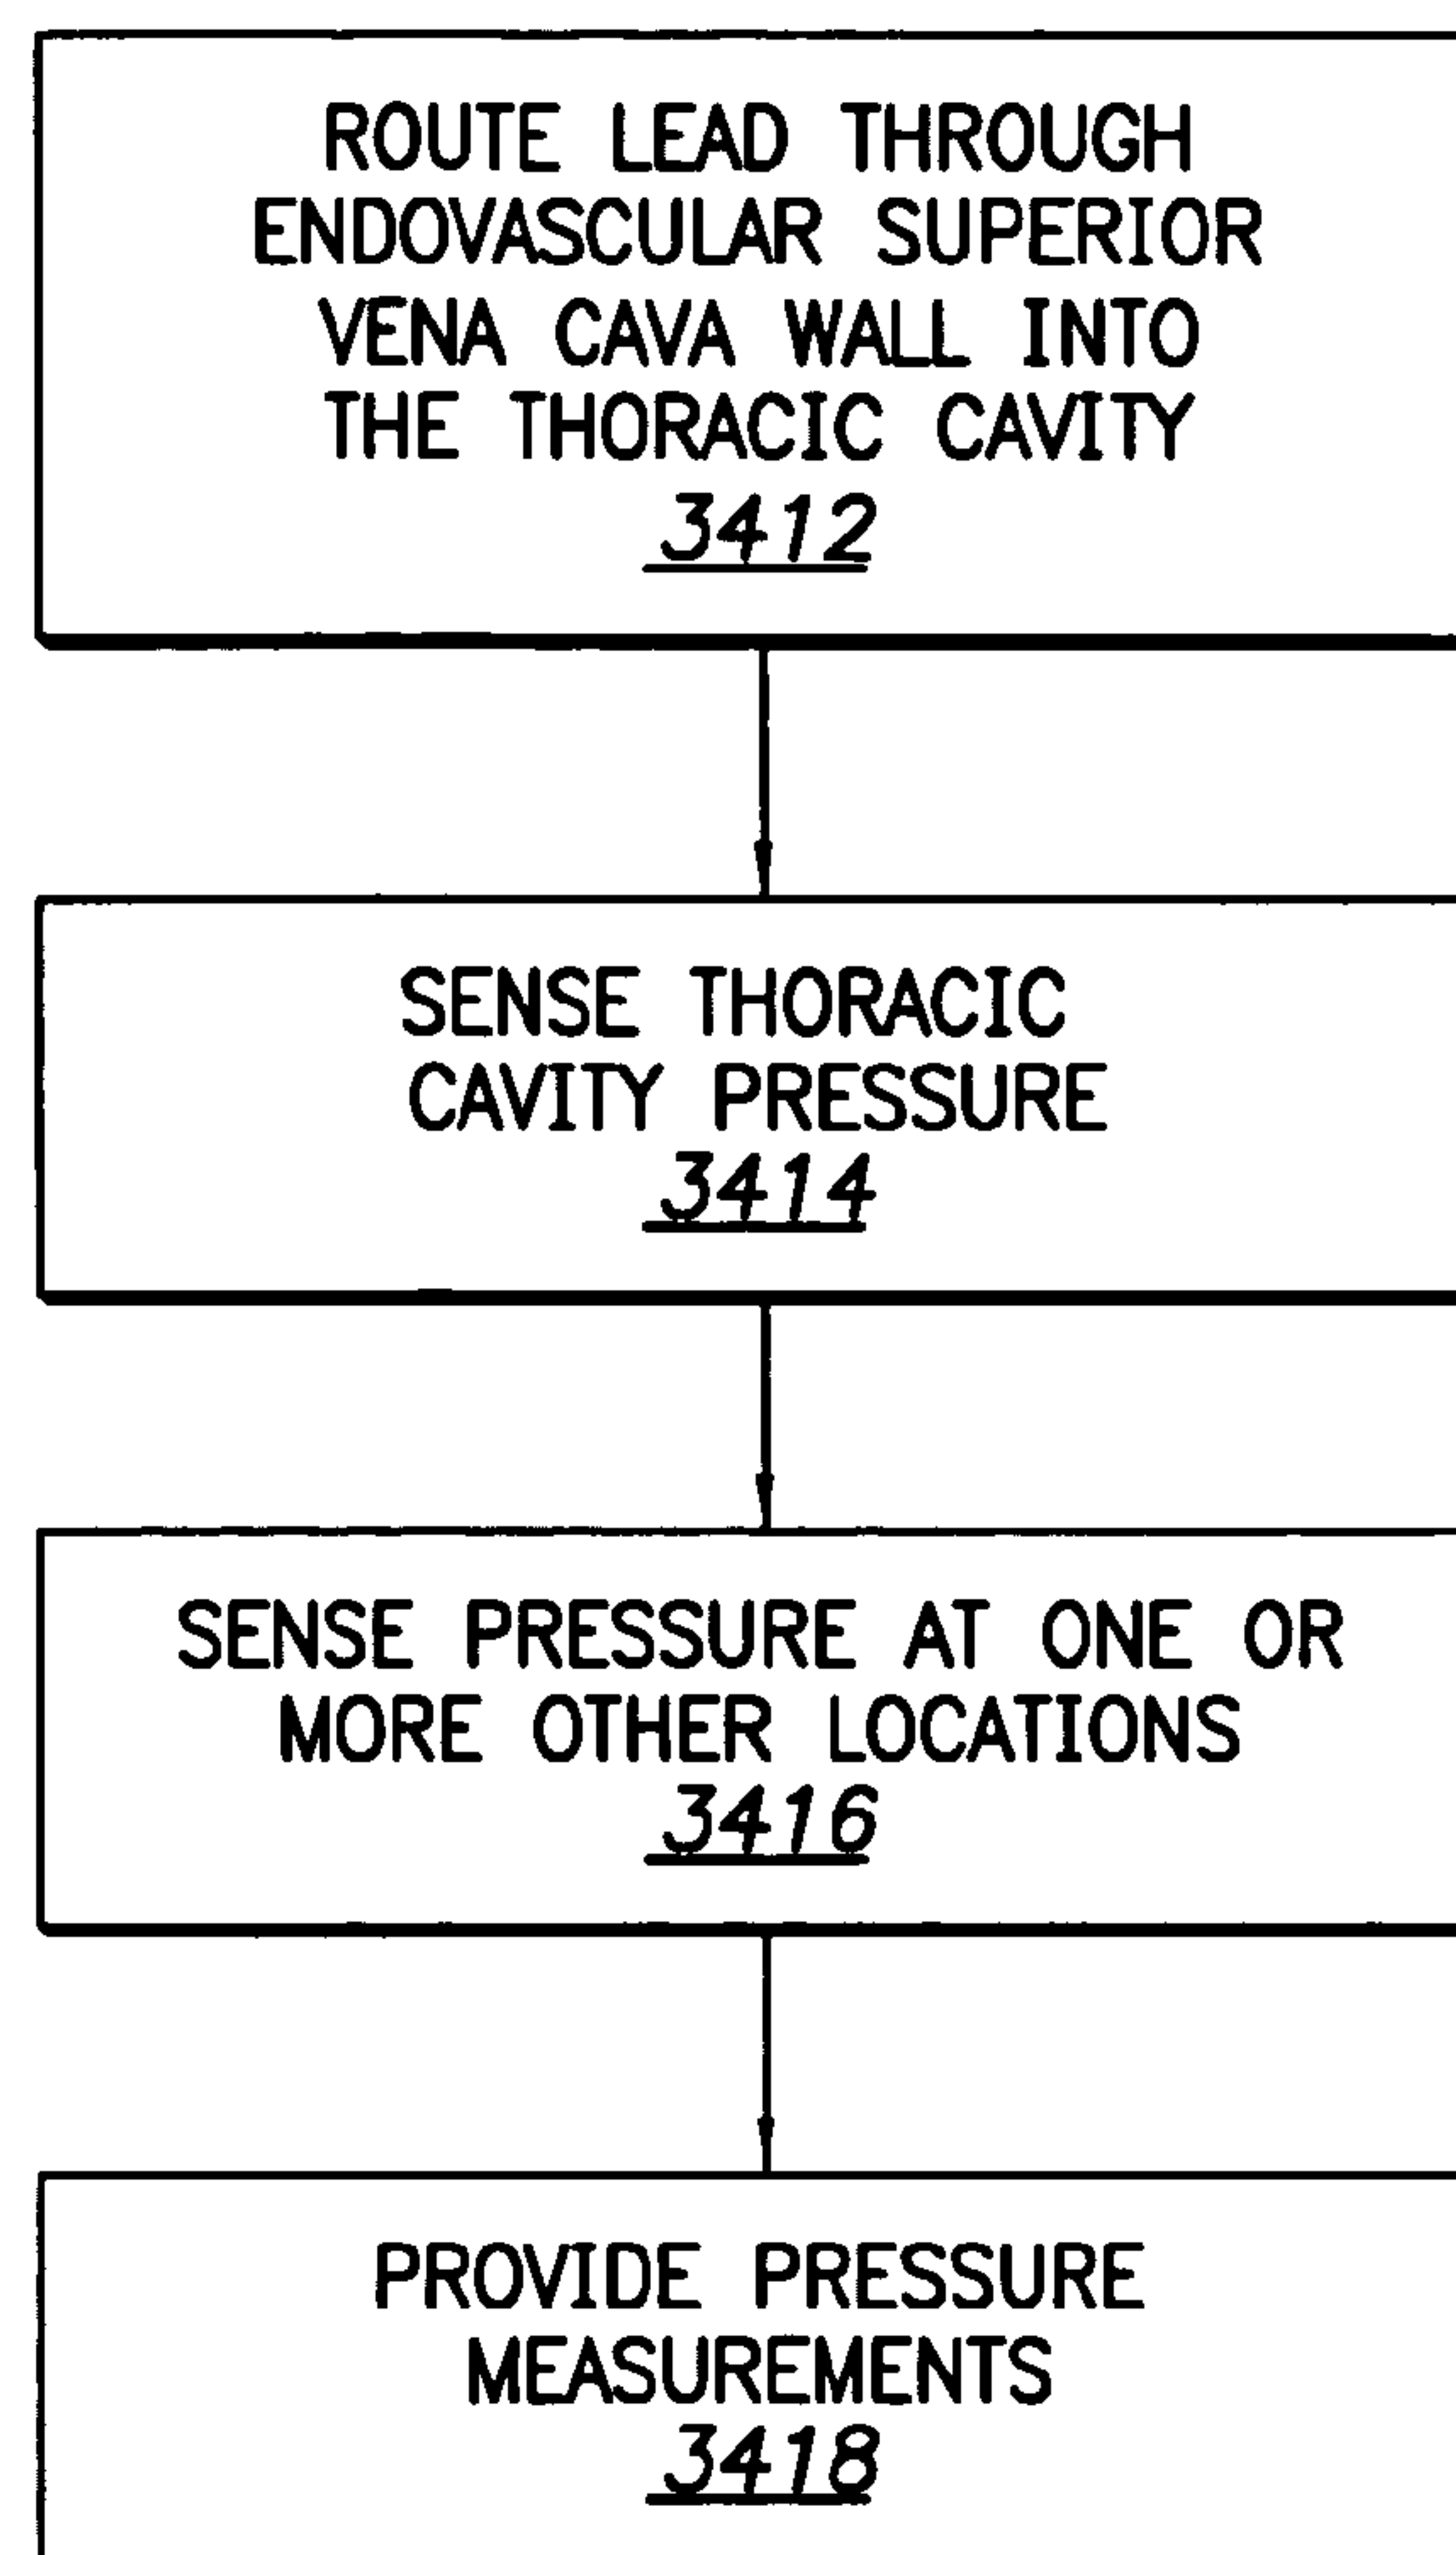 ROUTE LEAD THROUGH
ENDOVASCULAR SUPERIOR
VENA CAVA WALL INTO
THE THORACIC CAVITY
3412
SENSE THORACIC
CAVITY PRESSURE
3414
SENSE PRESSURE AT ONE OR
MORE OTHER LOCATIONS
3416
PROVIDE PRESSURE
MEASUREMENTS
3418